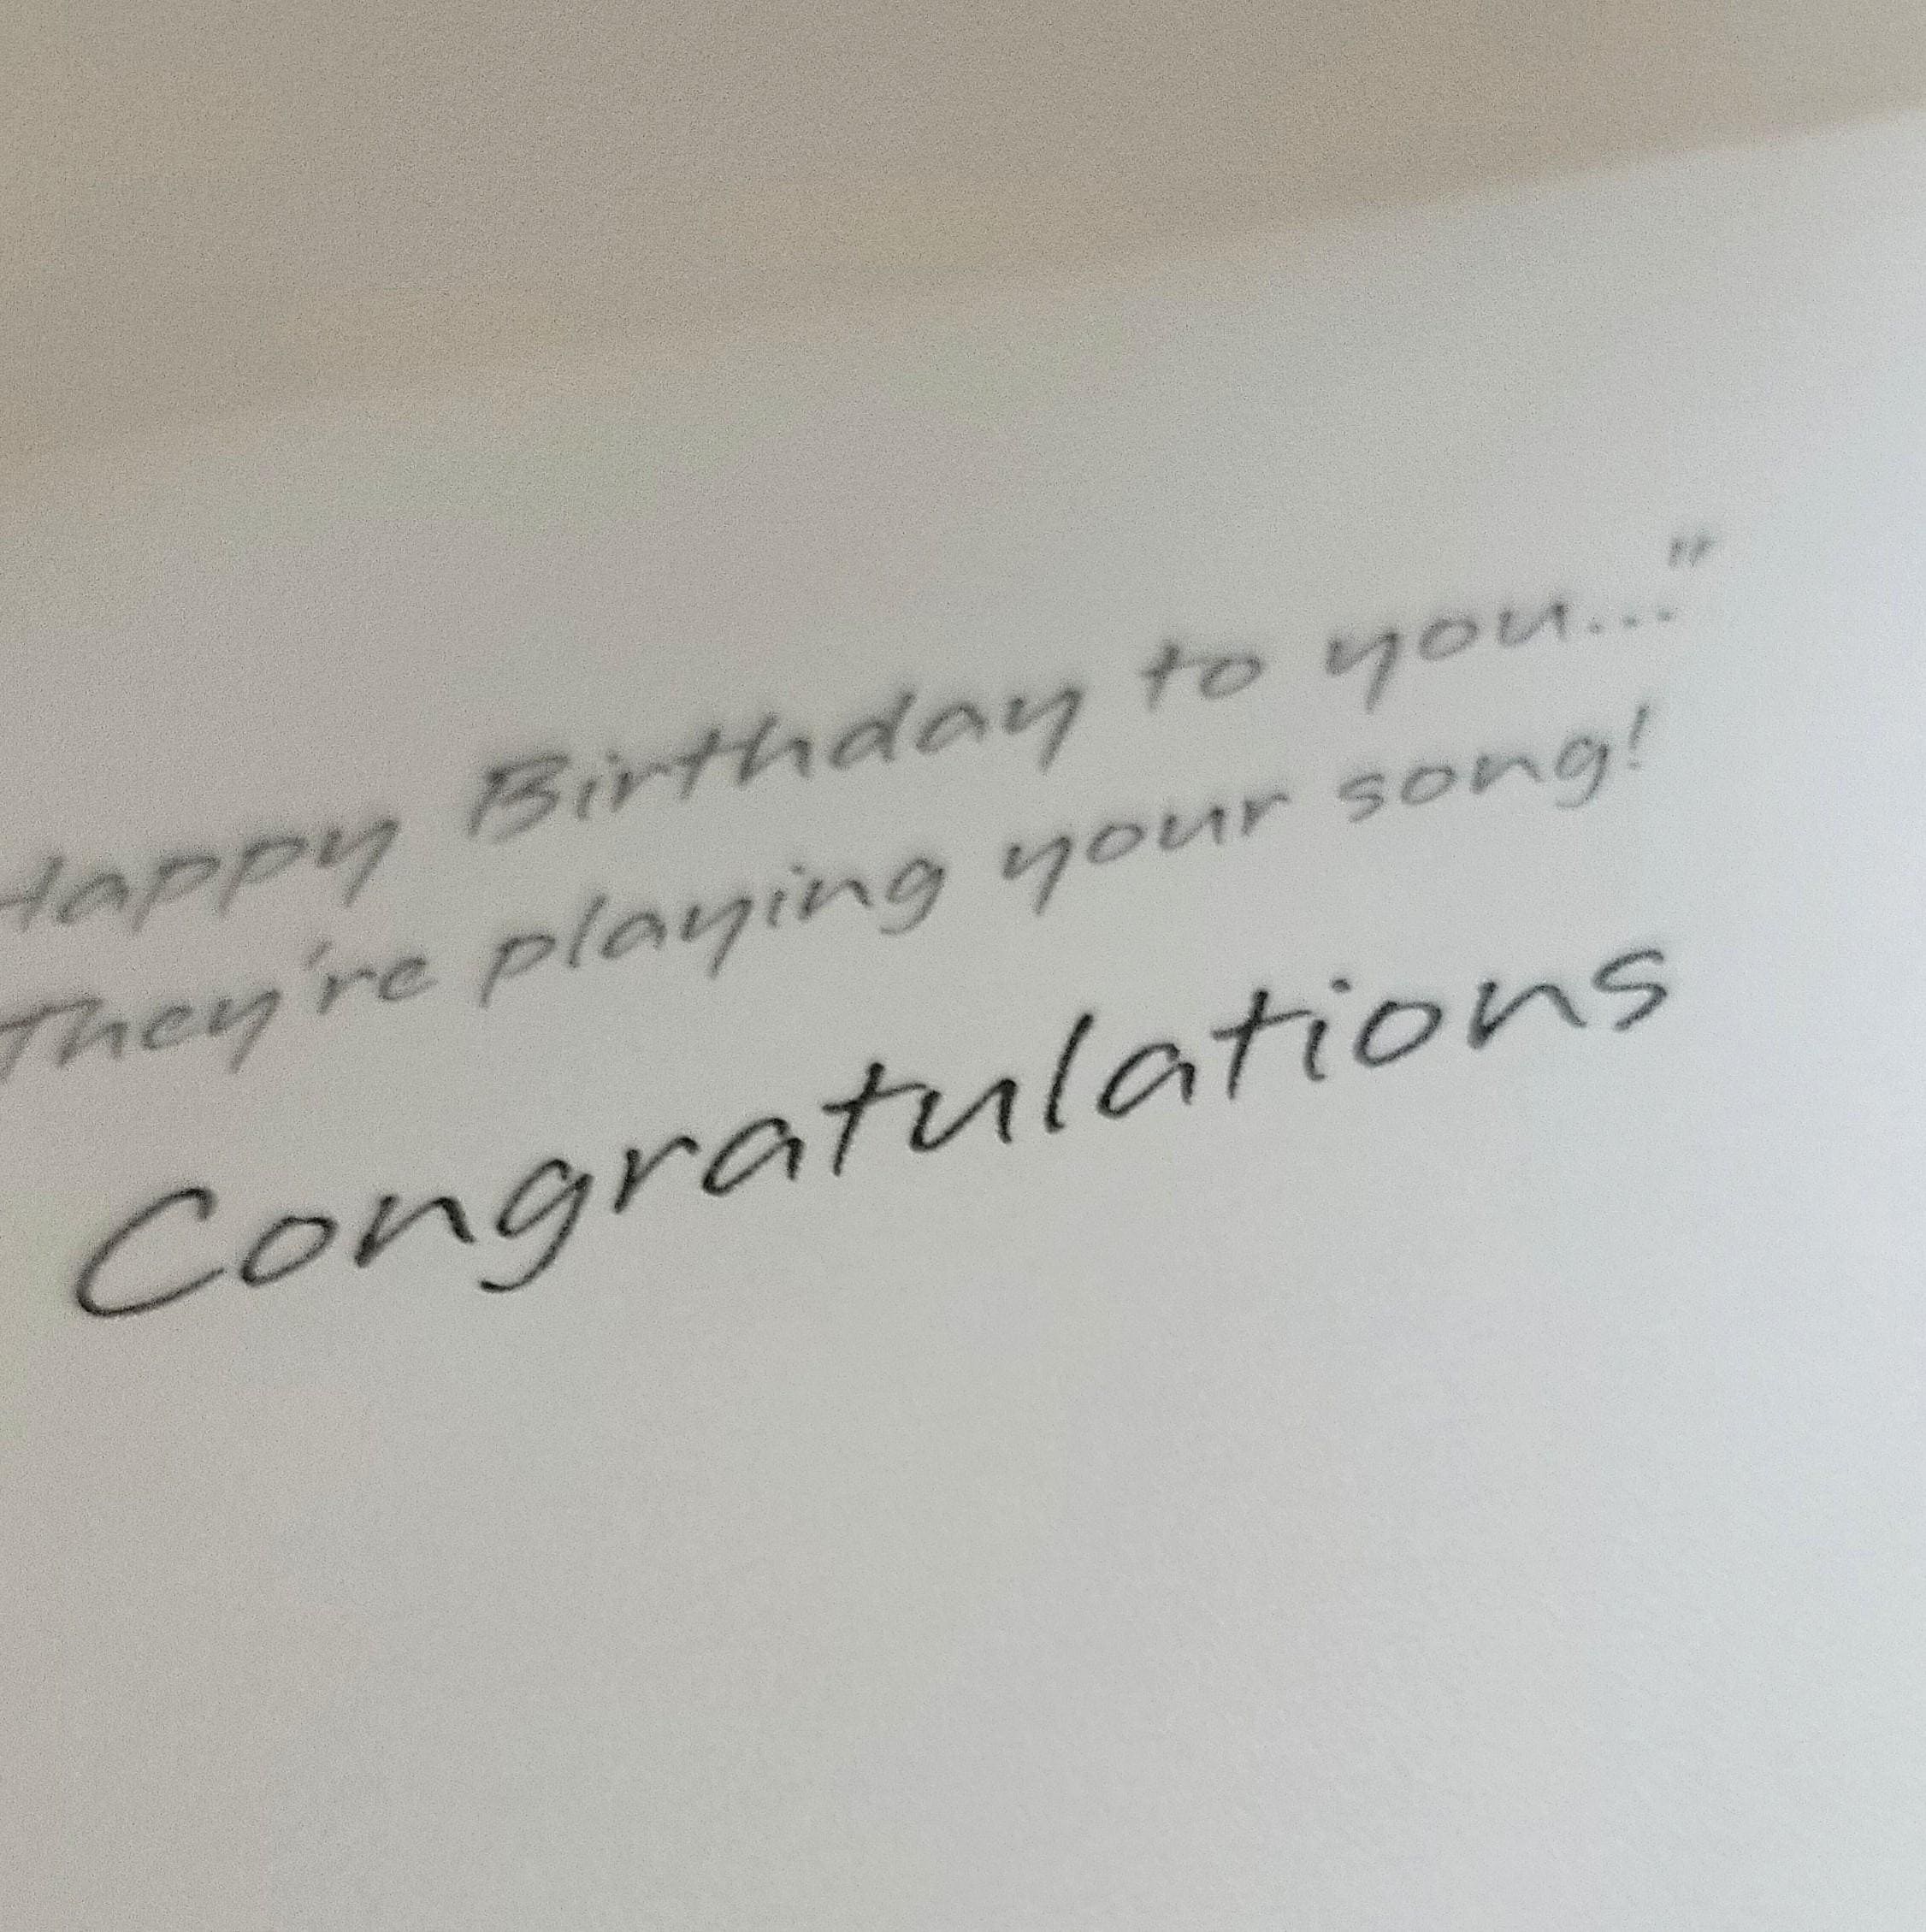 Happy Birthday to you..."
They're playing your song!
Congratulations